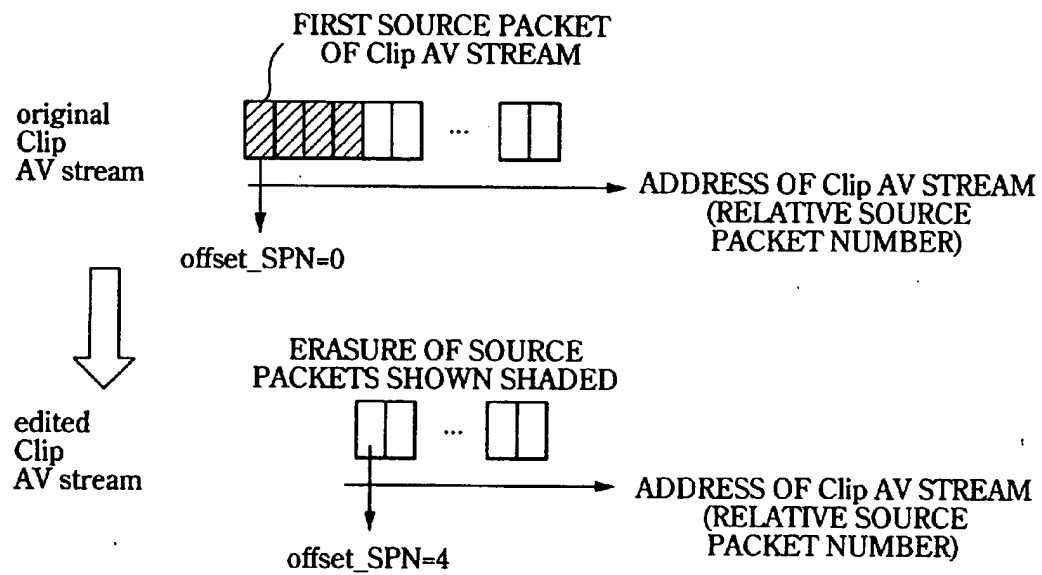 FIRST SOURCE PACKET
OF Clip AV STREAM
original
Clip
AV stream
...
ADDRESS OF Clip AV STREAM
(RELATIVE SOURCE
PACKET NUMBER)
offset_SPN=0
ERASURE OF SOURCE
PACKETS SHOWN SHADED
edited
Clip
AV stream
...
ADDRESS OF Clip AV STREAM
(RELATIVE SOURCE
PACKET NUMBER)
offset_SPN=4